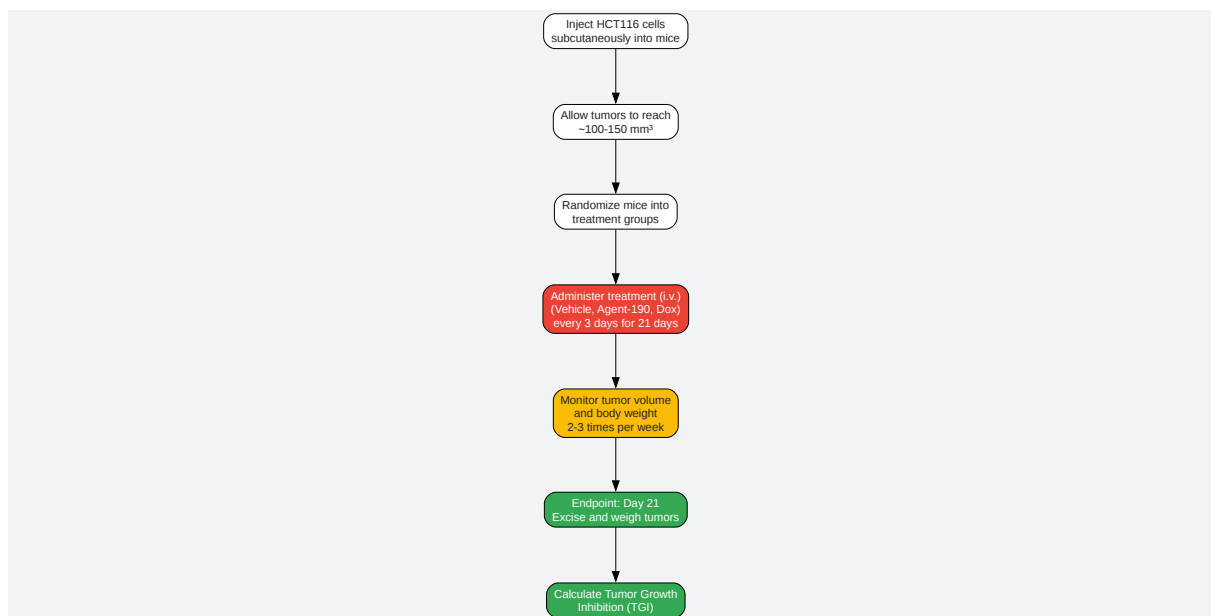 Inject HCT116 cells
subcutaneously into mice
Allow tumors to reach
~100-150 mm³
Randomize mice into
treatment groups
Administer treatment (i.v.)
(Vehicle, Agent-190, Dox)
every 3 days for 21 days
Monitor tumor volume
and body weight
2-3 times per week
Endpoint: Day 21
Excise and weigh tumors
Calculate Tumor Growth
Inhibition (TGI)